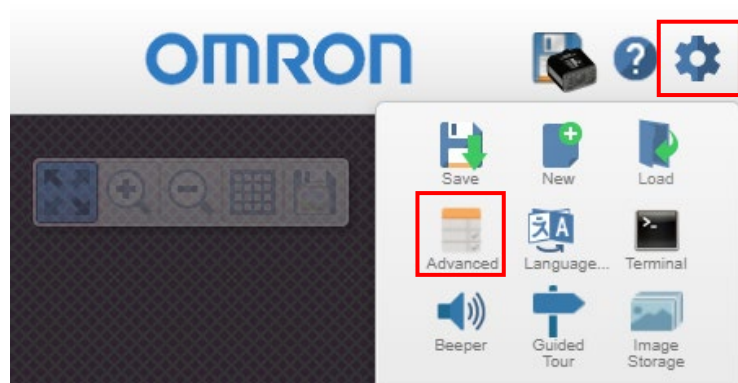 OMRON
Save New Load
Advanced Language... Terminal
Beeper Guided Tour Image Storage